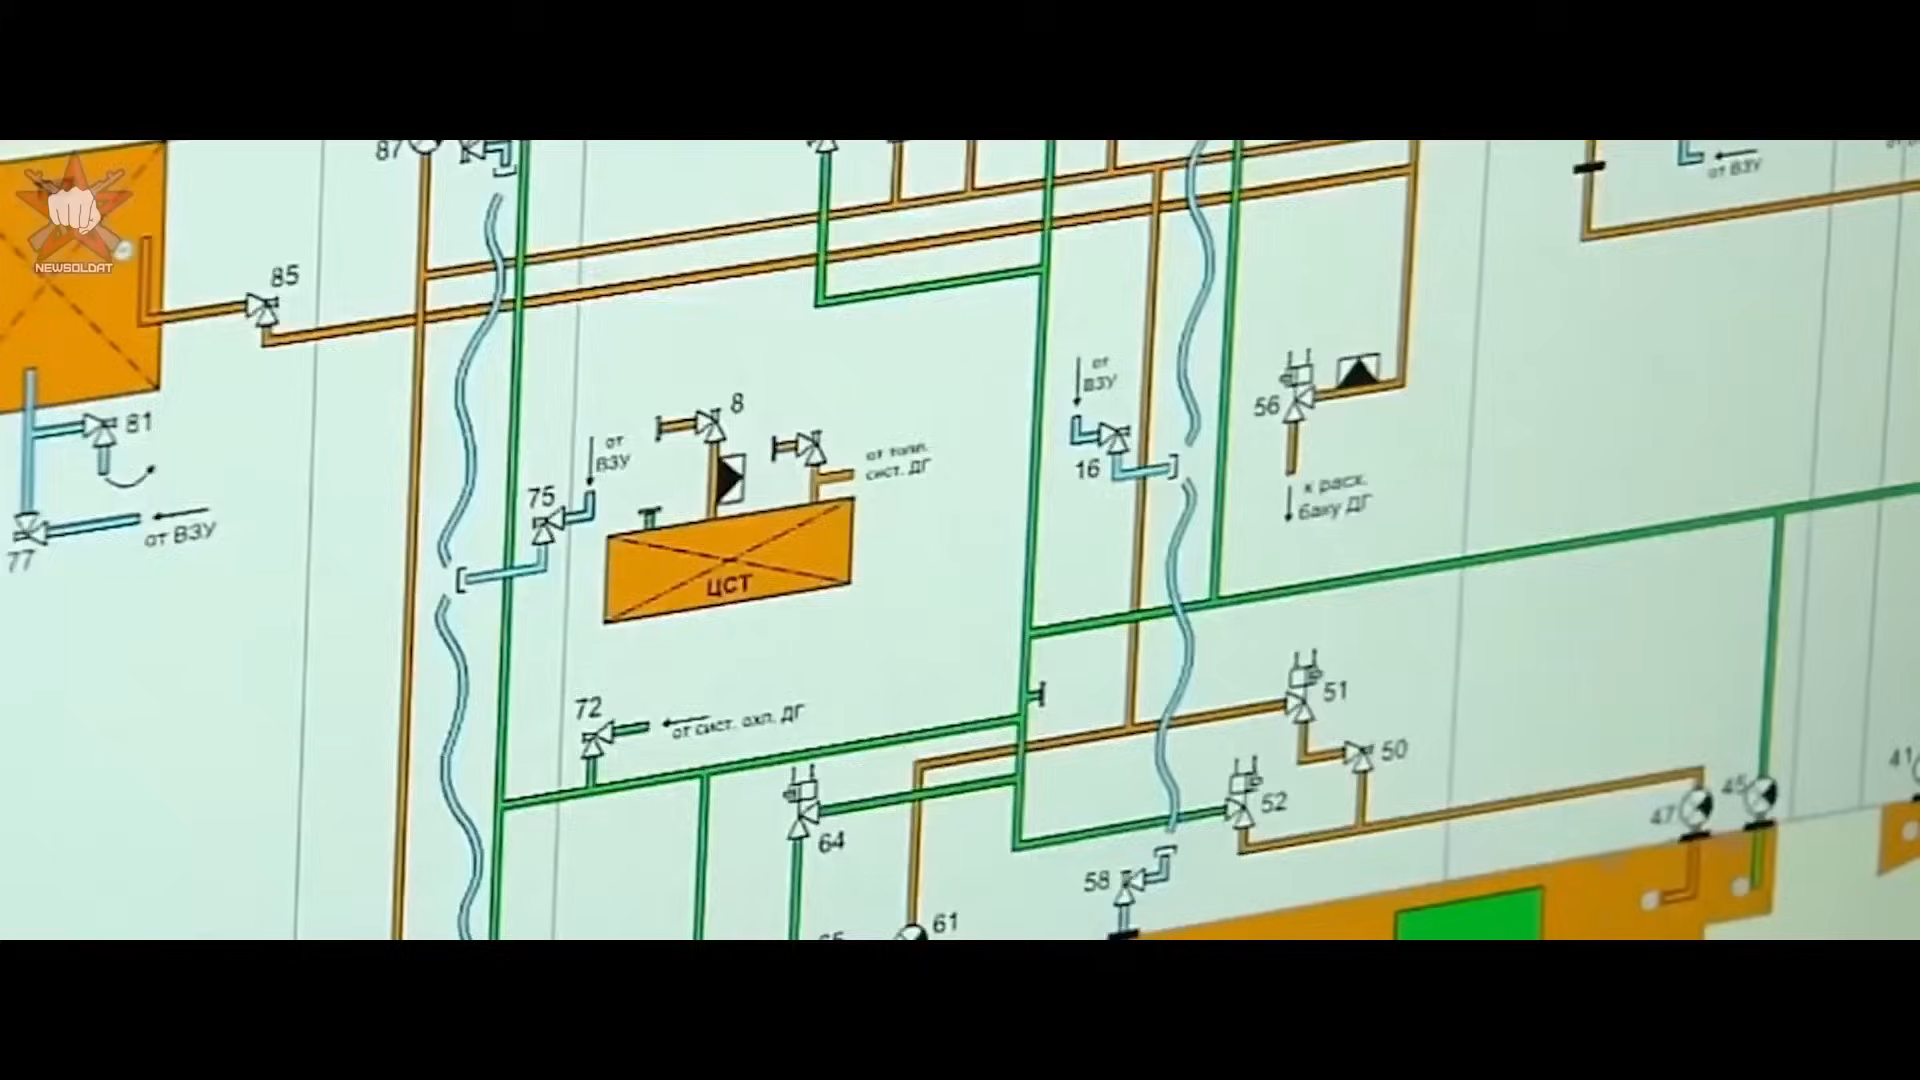 87
от ВЗУ
NEWSOLDAT
85
от
ВЗУ
8
56
81
от
ВЗУ
от топл.
сист. ДГ
16
75
к расх.
баку ДГ
77
от ВЗУ
ЦСТ
51
72
от сист. охл. ДГ
50
41
52
45
47
64
58
61